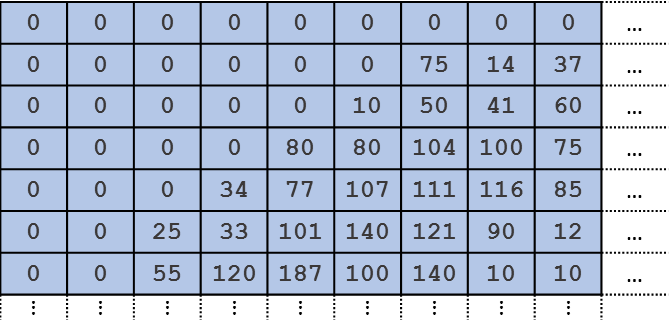 0 0 0 0 0 0 0 0 0 ...
0 0 0 0 0 0 75 14 37 ...
0 0 0 0 0 10 50 41 60 ...
0 0 0 0 80 80 104 100 75 ...
0 0 0 34 77 107 111 116 85 ...
0 0 25 33 101 140 121 90 12 ...
0 0 55 120 187 100 140 10 10 ...
⋮ ⋮ ⋮ ⋮ ⋮ ⋮ ⋮ ⋮ ⋮